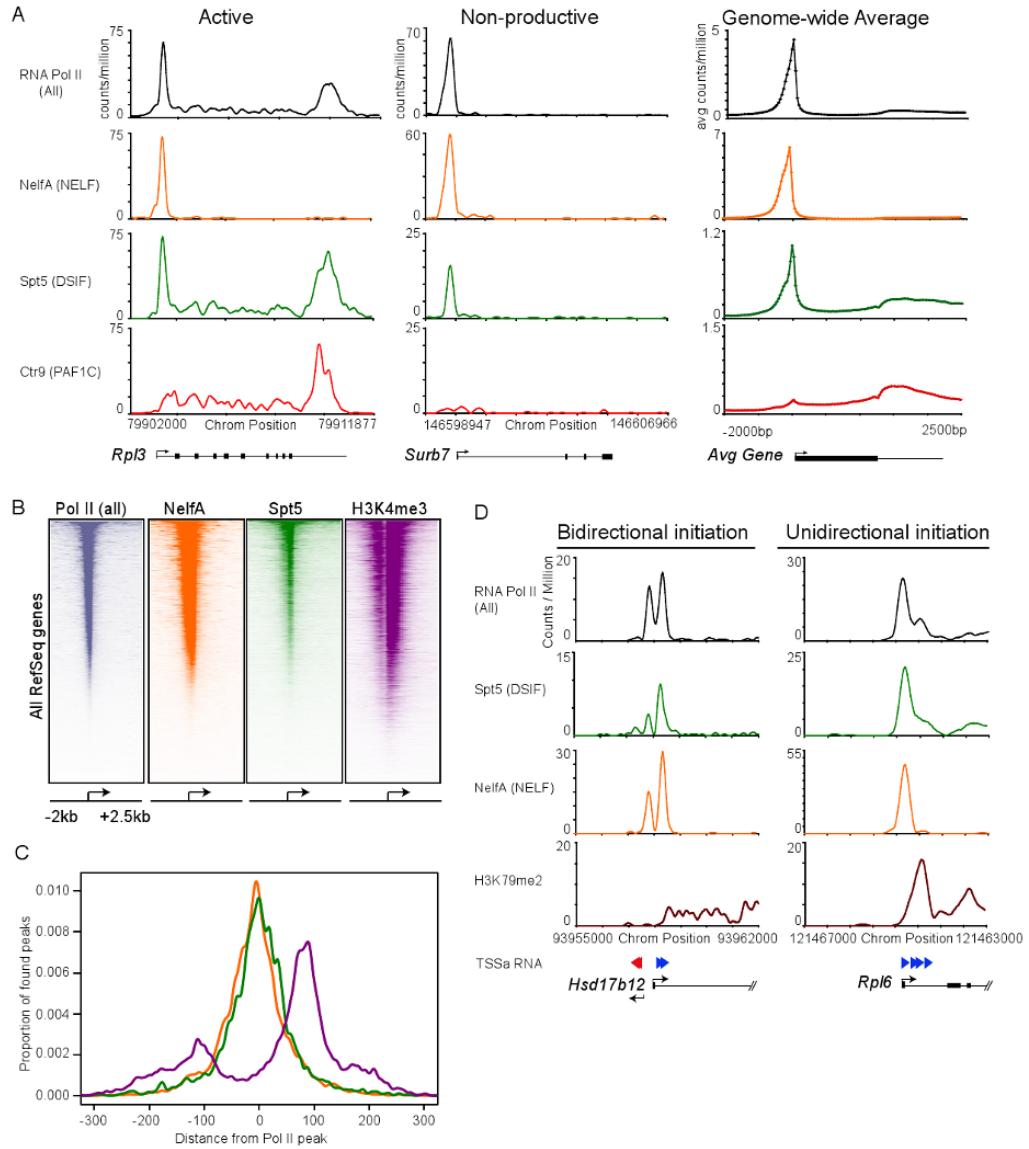 A
Active
Non-productive
Genome-wide Average
RNA Pol II
(All)
counts/million
75
0
counts/million
70
0
avg counts/million
5
0
NelfA (NELF)
75
0
60
0
7
0
Spt5 (DSIF)
75
0
25
0
1.2
0
Ctr9 (PAF1C)
75
0
25
0
1.5
0
79902000 Chrom Position 79911877
146598947 Chrom Position 146606966
-2000bp 2500bp
Rpl3
Surb7
Avg Gene
B
Pol II (all) NelfA Spt5 H3K4me3
All RefSeq genes
-2kb +2.5kb
C
Proportion of found peaks
0.010
0.008
0.006
0.004
0.002
0.000
-300 -200 -100 0 100 200 300
Distance from Pol II peak
D
Bidirectional initiation
Unidirectional initiation
RNA Pol II
(All)
Counts / Million
20
0
30
0
Spt5 (DSIF)
15
0
25
0
NelfA (NELF)
30
0
55
0
H3K79me2
20
0
20
0
93955000 Chrom Position 93962000
121467000 Chrom Position 121463000
TSSa RNA
Hsd17b12
Rpl6